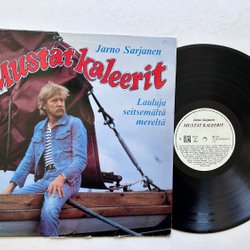 Jarno Sarjanen
Mustat kaleerit
Lauluja
seitsemältä
mereltä
Jarno Sarjanen
MUSTAT KALEERIT